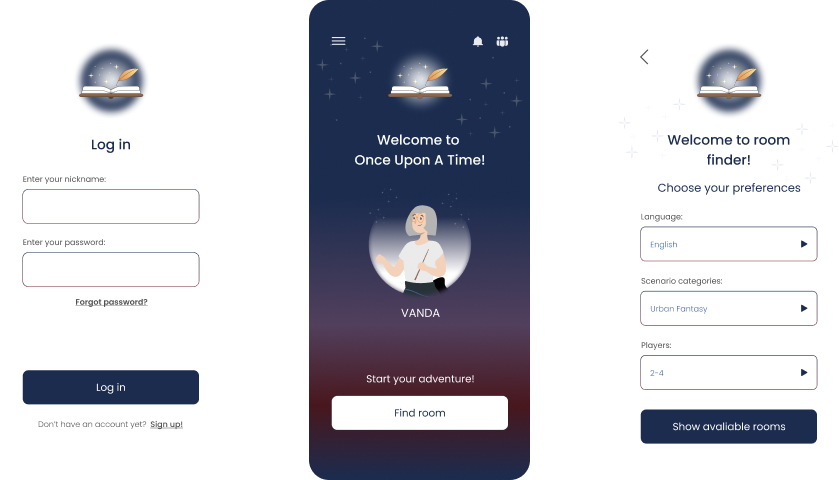 Log in
Enter your nickname:
Enter your password:
Forgot password?
Log in
Don't have an account yet? Sign up!
Welcome to
Once Upon A Time!
VANDA
Start your adventure!
Find room
Welcome to room
finder!
Choose your preferences
Language:
English
Scenario categories:
Urban Fantasy
Players:
2-4
Show avaliable rooms